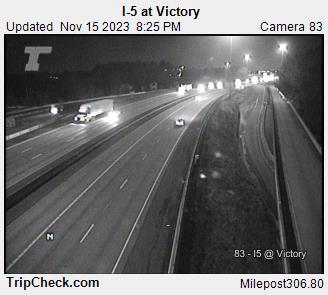 I-5 at Victory
Updated Nov 15 2023 8:25 PM Camera 83
T
N
83 - I5 @ Victory
TripCheck.com Milepost306.80